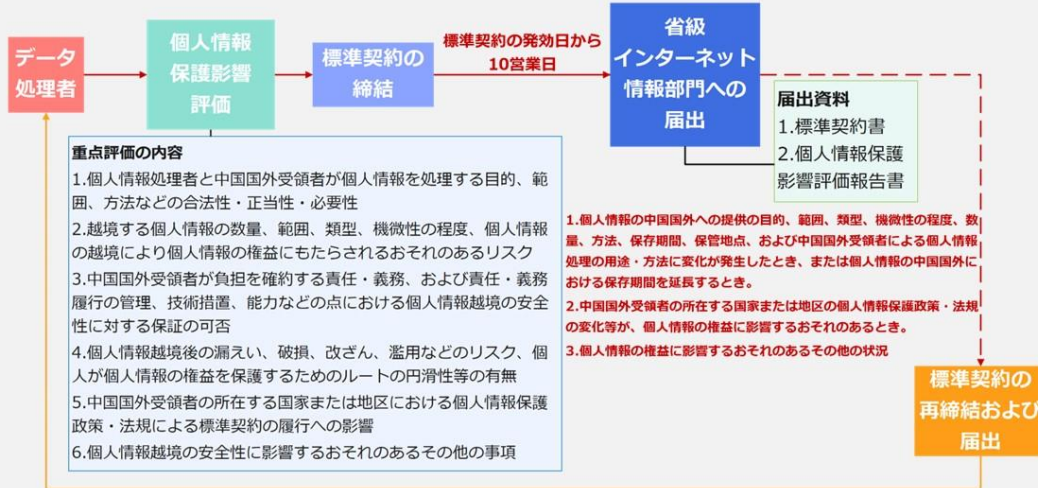 データ
処理者
個人情報
保護影響
評価
標準契約の
締結
標準契約の発効日から
10営業日
省級
インターネット
情報部門への
届出
届出資料
1.標準契約書
2.個人情報保護
影響評価報告書
重点評価の内容
1.個人情報処理者と中国国外受領者が個人情報を処理する目的、範
囲、方法などの合法性・正当性・必要性
2.越境する個人情報の数量、範囲、類型、機微性の程度、個人情報
の越境により個人情報の権益にもたらされるおそれのあるリスク
3.中国国外受領者が負担を確約する責任・義務、および責任・義務
履行の管理、技術措置、能力などの点における個人情報越境の安全
性に対する保証の可否
4.個人情報越境後の漏えい、破損、改ざん、濫用などのリスク、個
人が個人情報の権益を保護するためのルートの円滑性等の有無
5.中国国外受領者の所在する国家または地区における個人情報保護
政策・法規による標準契約の履行への影響
6.個人情報越境の安全性に影響するおそれのあるその他の事項
1.個人情報の中国国外への提供の目的、範囲、類型、機微性の程度、数
量、方法、保存期間、保管地点、および中国国外受領者による個人情報
処理の用途・方法に変化が発生したとき、または個人情報の中国国外に
おける保存期間を延長するとき。
2.中国国外受領者の所在する国家または地区の個人情報保護政策・法規
の変化等が、個人情報の権益に影響するおそれのあるとき。
3.個人情報の権益に影響するおそれのあるその他の状況
標準契約の
再締結および
届出